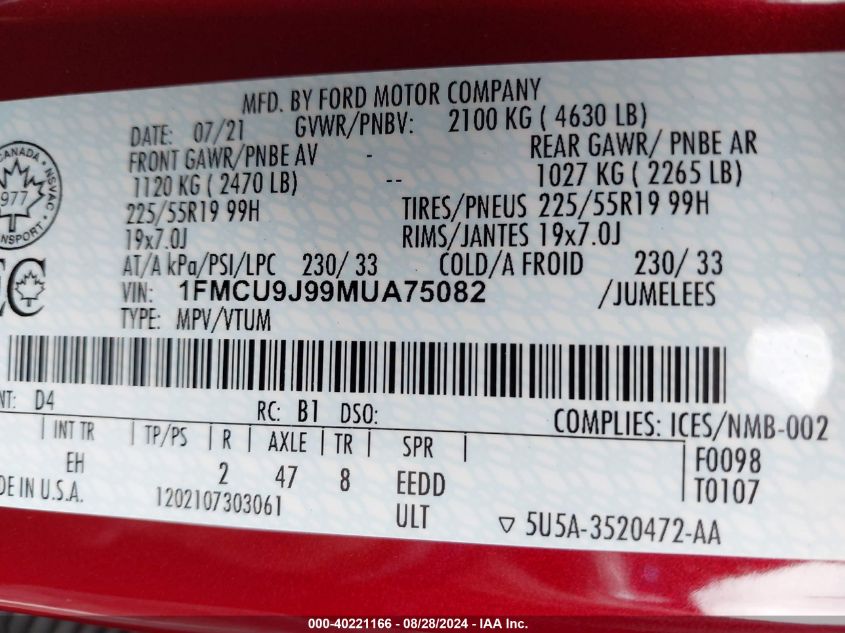 MFD. BY FORD MOTOR COMPANY
DATE: 07/21 GVWR/PNBV: 2100 KG ( 4630 LB)
FRONT GAWR/PNBE AV - REAR GAWR/ PNBE AR
1120 KG ( 2470 LB) -- 1027 KG ( 2265 LB)
225/55R19 99H TIRES/PNEUS 225/55R19 99H
19x7.0J RIMS/JANTES 19x7.0J
AT/A kPa/PSI/LPC 230/ 33 COLD/A FROID 230/ 33
VIN: 1FMCU9J99MUA75082 /JUMELEES
TYPE: MPV/VTUM
CANADA
NSVAC
1977
TRANSPORT
NT: D4 RC: B1 DSO: COMPLIES: ICES/NMB-002
INT TR TP/PS R AXLE TR SPR F0098
EH 2 47 8 EEDD T0107
DE IN U.S.A. 1202107303061 ULT ▽ 5U5A-3520472-AA
000-40221166 - 08/28/2024 - IAA Inc.